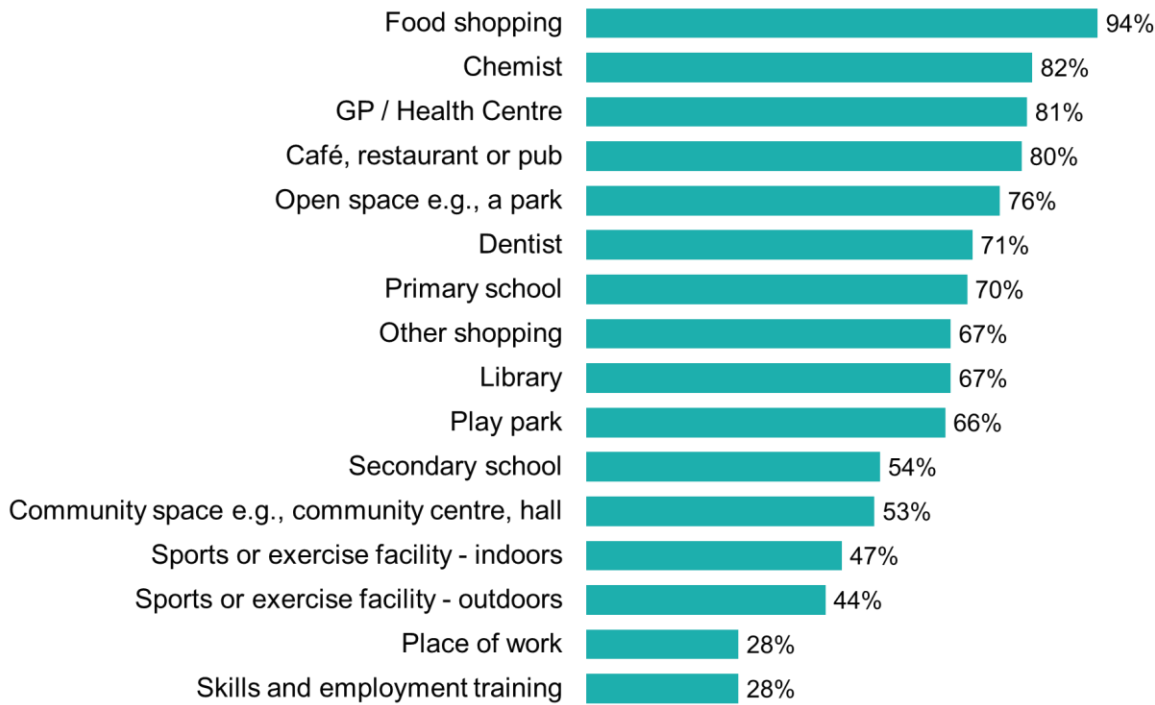 Food shopping 94%
Chemist 82%
GP / Health Centre 81%
Café, restaurant or pub 80%
Open space e.g., a park 76%
Dentist 71%
Primary school 70%
Other shopping 67%
Library 67%
Play park 66%
Secondary school 54%
Community space e.g., community centre, hall 53%
Sports or exercise facility - indoors 47%
Sports or exercise facility - outdoors 44%
Place of work 28%
Skills and employment training 28%